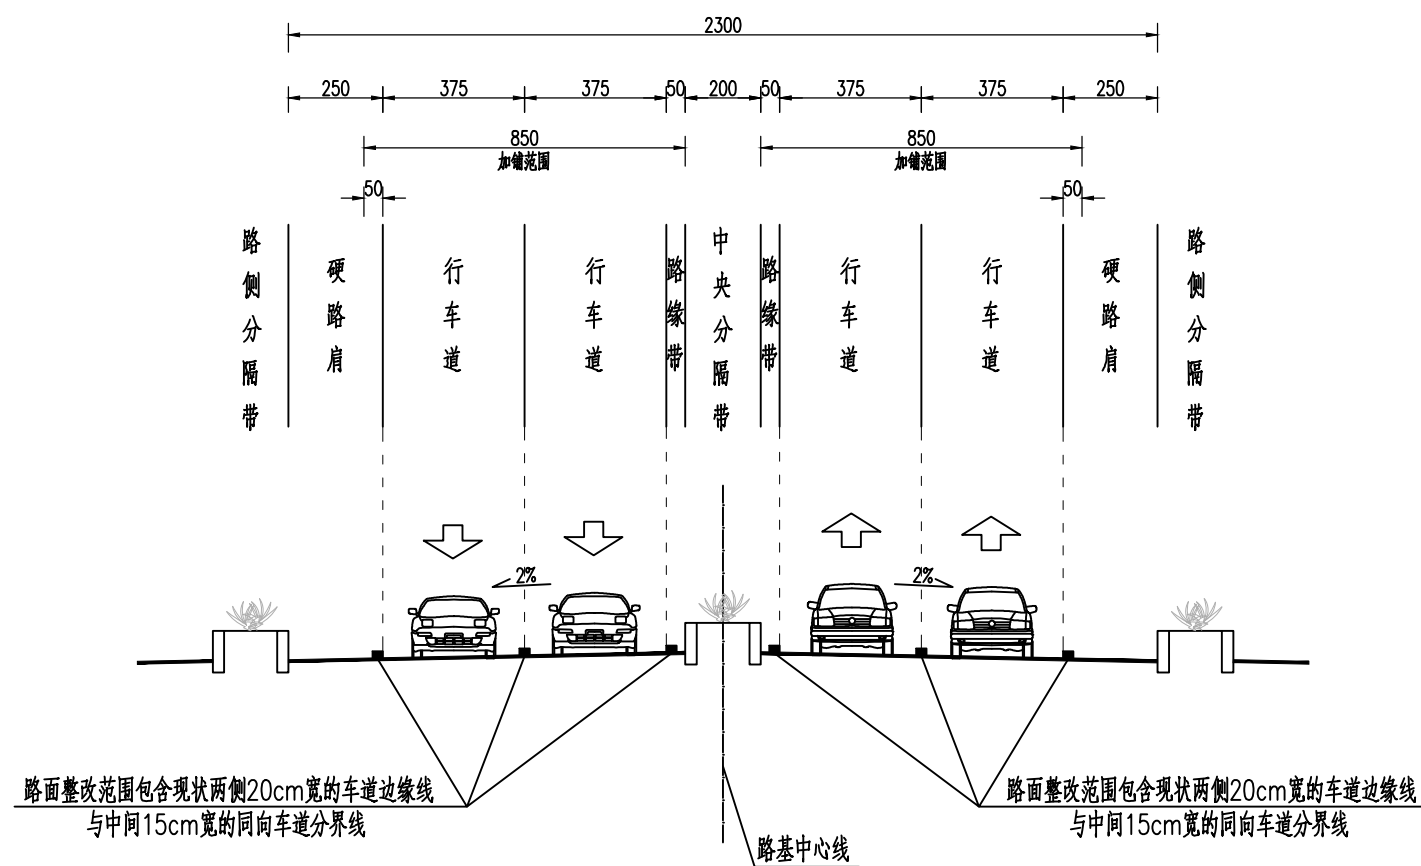 2300
250 375 375 50 200 50 375 375 250
850 850
加铺范围 加铺范围
50 50
路侧分隔带
硬路肩
行车道
行车道
路缘带
中央分隔带
路缘带
行车道
行车道
硬路肩
路侧分隔带
2% 2%
路面整改范围包含现状两侧20cm宽的车道边缘线
与中间15cm宽的同向车道分界线
路面整改范围包含现状两侧20cm宽的车道边缘线
与中间15cm宽的同向车道分界线
路基中心线